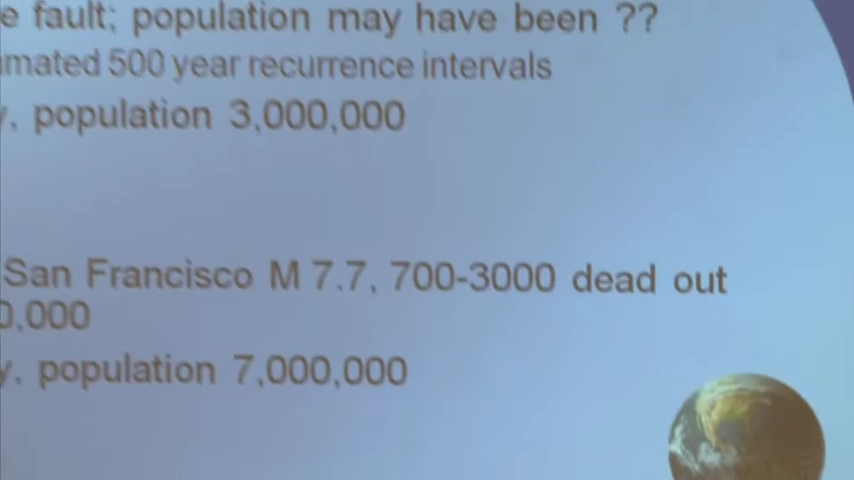 e fault; population may have been ??
mated 500 year recurrence intervals
y, population 3,000,000
San Francisco M 7.7, 700-3000 dead out
0,000
y, population 7,000,000